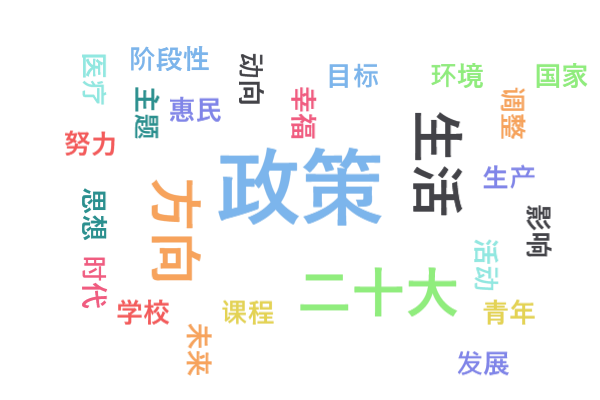 医疗
阶段性
动向
目标
环境
国家
主题
惠民
幸福
调整
努力
政策
生活
生产
思想
方向
影响
时代
学校
课程
二十大
活动
青年
未来
发展